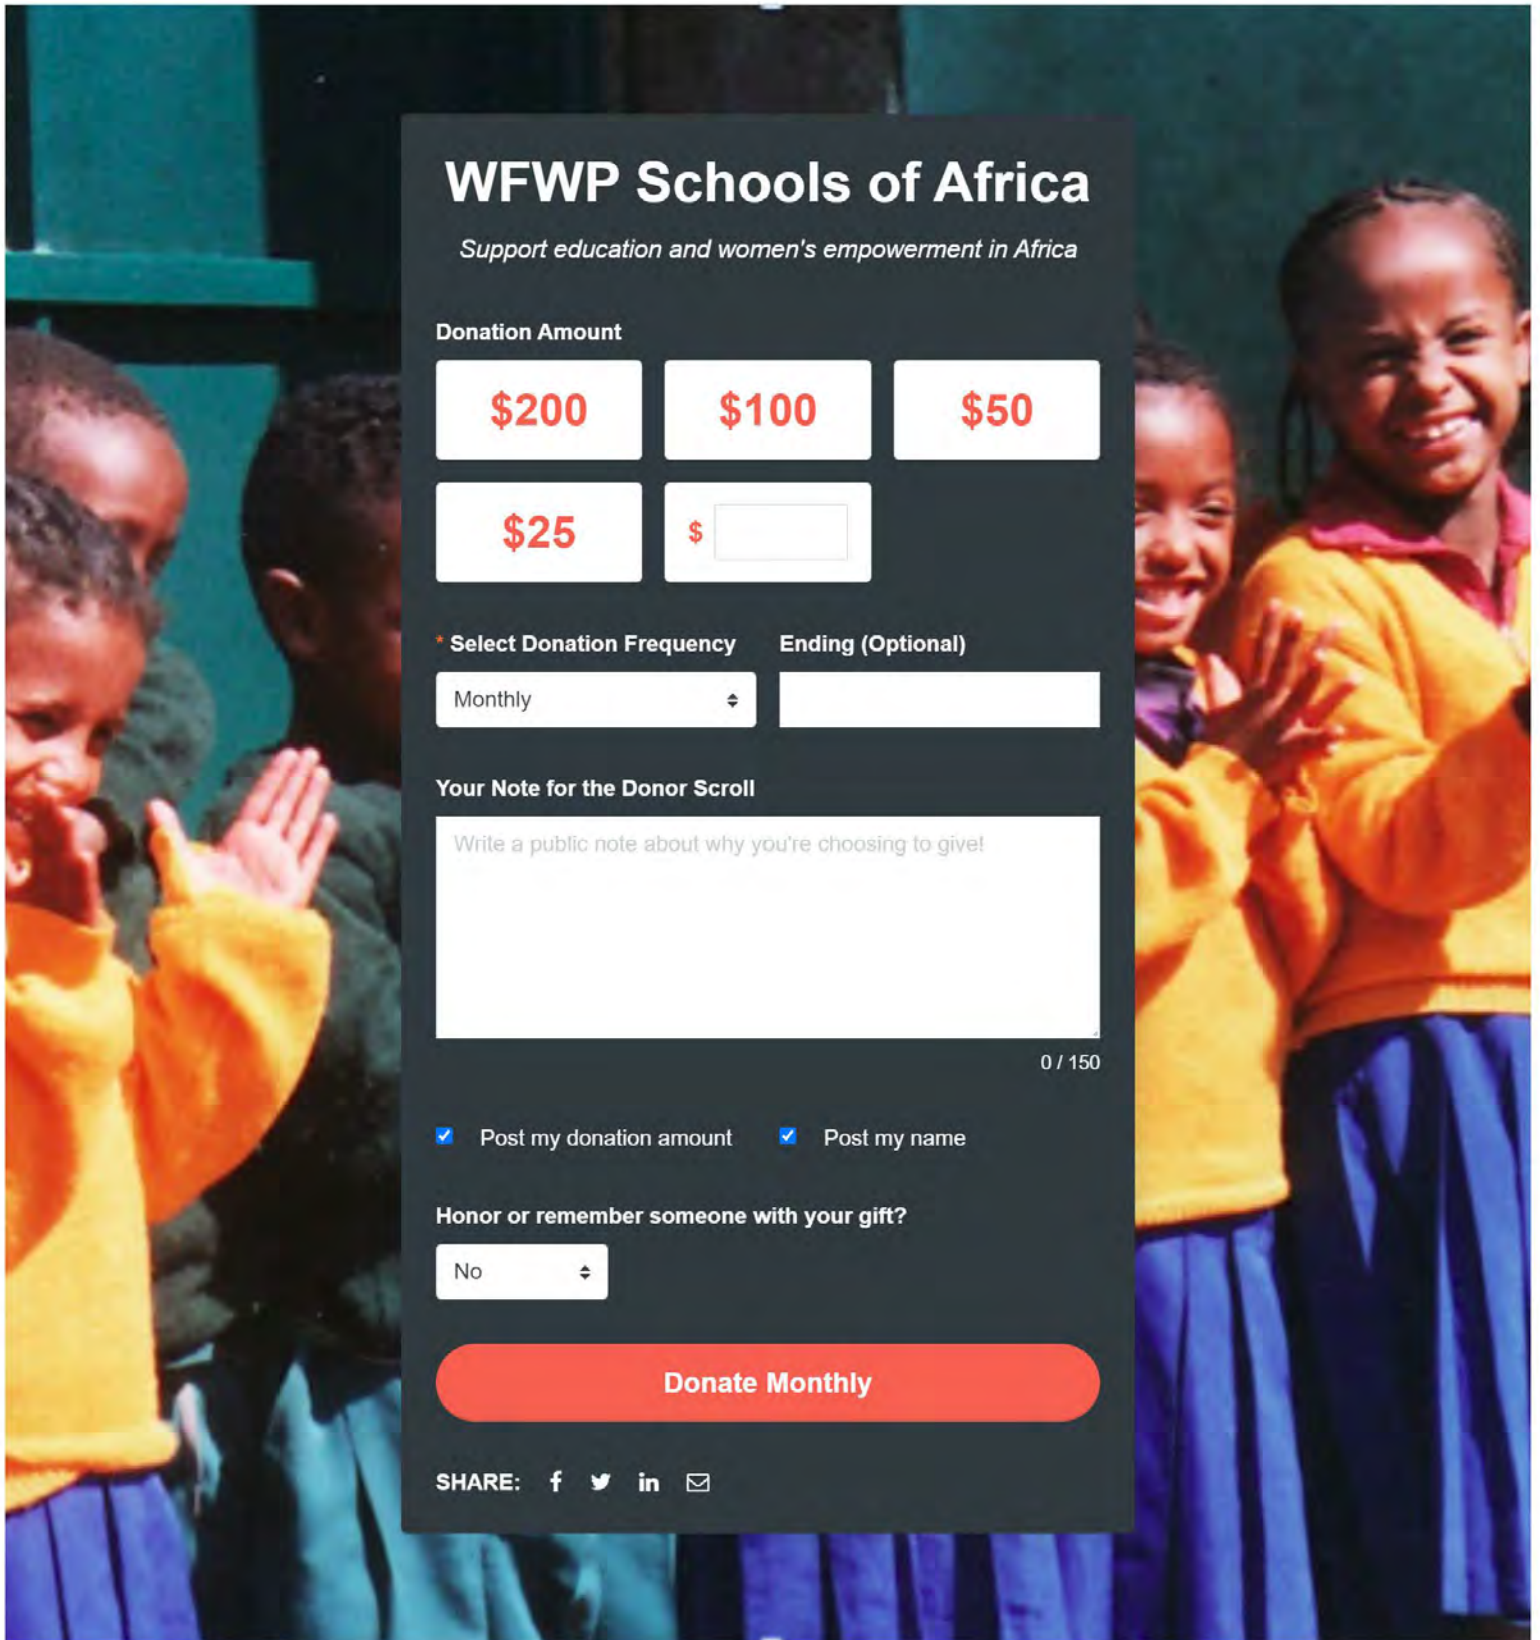 WFWP Schools of Africa
Support education and women's empowerment in Africa
Donation Amount
$200 $100 $50
$25 $
* Select Donation Frequency Ending (Optional)
Monthly
Your Note for the Donor Scroll
Write a public note about why you're choosing to give!
0 / 150
Post my donation amount Post my name
Honor or remember someone with your gift?
No
Donate Monthly
SHARE: